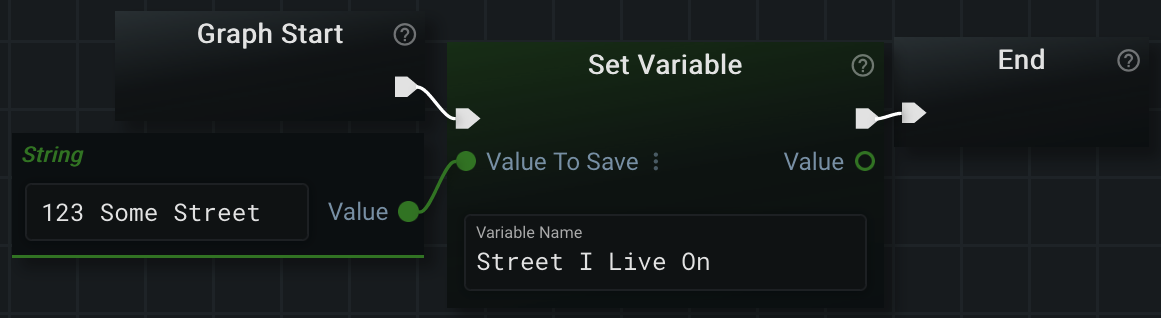 Graph Start
Set Variable
End
String
123 Some Street
Value
Value To Save
Value
Variable Name
Street I Live On